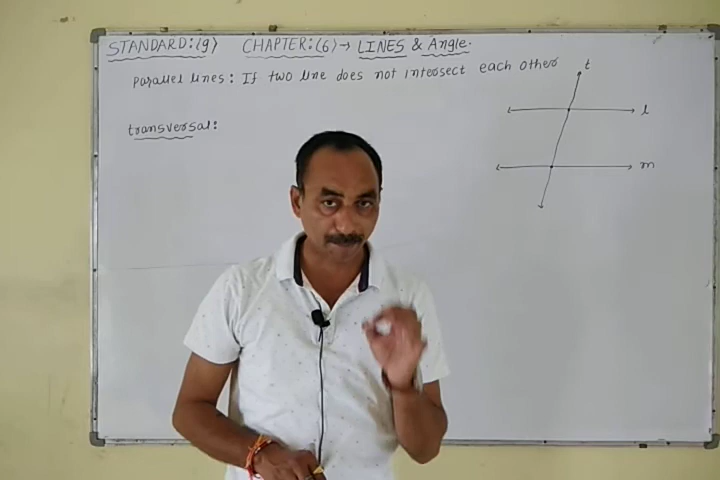 STANDARD:(9) CHAPTER:(6)→ LINES & Angle.
Parallel lines: If two line does not intersect each other
t
l
transversal:
m